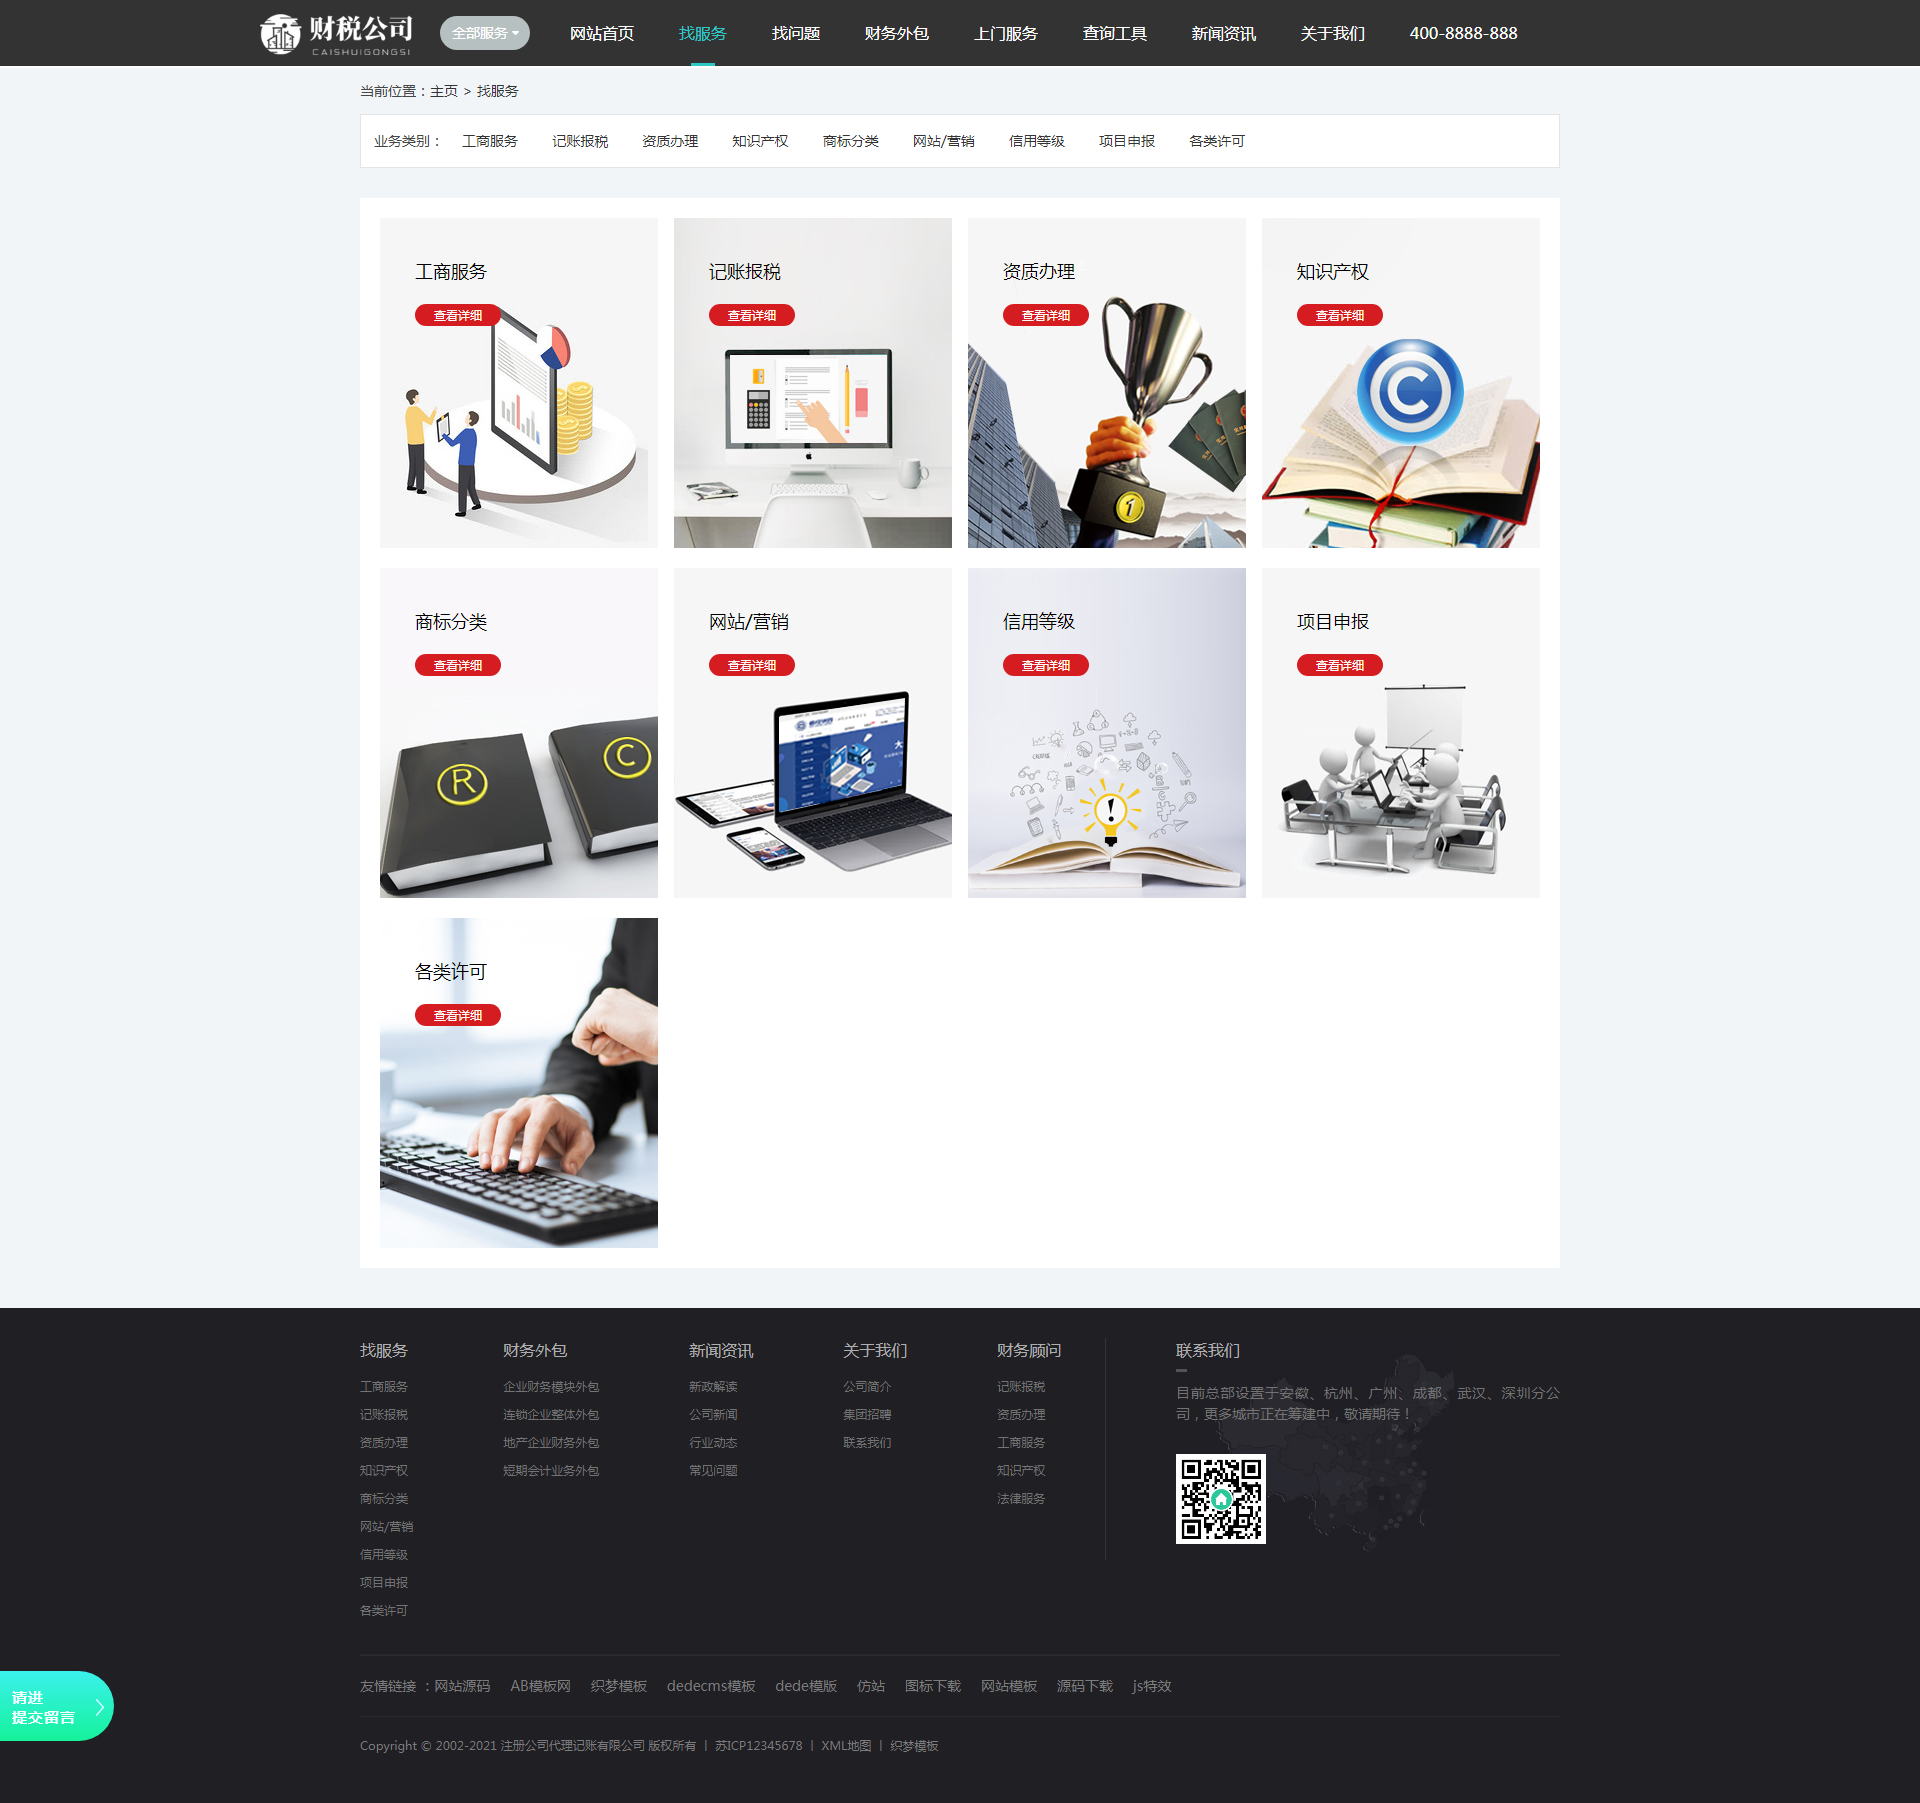 财税公司
CAISHUIGONGSI
全部服务 网站首页 找服务 找问题 财务外包 上门服务 查询工具 新闻资讯 关于我们 400-8888-888
当前位置：主页 > 找服务
业务类别： 工商服务 记账报税 资质办理 知识产权 商标分类 网站/营销 信用等级 项目申报 各类许可
工商服务 记账报税 资质办理 知识产权
查看详细 查看详细 查看详细 查看详细
商标分类 网站/营销 信用等级 项目申报
查看详细 查看详细 查看详细 查看详细
各类许可
查看详细
找服务
工商服务
记账报税
资质办理
知识产权
商标分类
网站/营销
信用等级
项目申报
各类许可
财务外包
企业财务模块外包
连锁企业整体外包
地产企业财务外包
短期会计业务外包
新闻资讯
新政解读
公司新闻
行业动态
常见问题
关于我们
公司简介
集团招聘
联系我们
财务顾问
记账报税
资质办理
工商服务
知识产权
法律服务
联系我们
目前总部设置于安徽、杭州、广州、成都、武汉、深圳分公
司，更多城市正在筹建中，敬请期待！
请进
提交留言
友情链接 ：网站源码 AB模板网 织梦模板 dedecms模板 dede模版 仿站 图标下载 网站模板 源码下载 js特效
Copyright © 2002-2021 注册公司代理记账有限公司 版权所有 | 苏ICP12345678 | XML地图 | 织梦模板